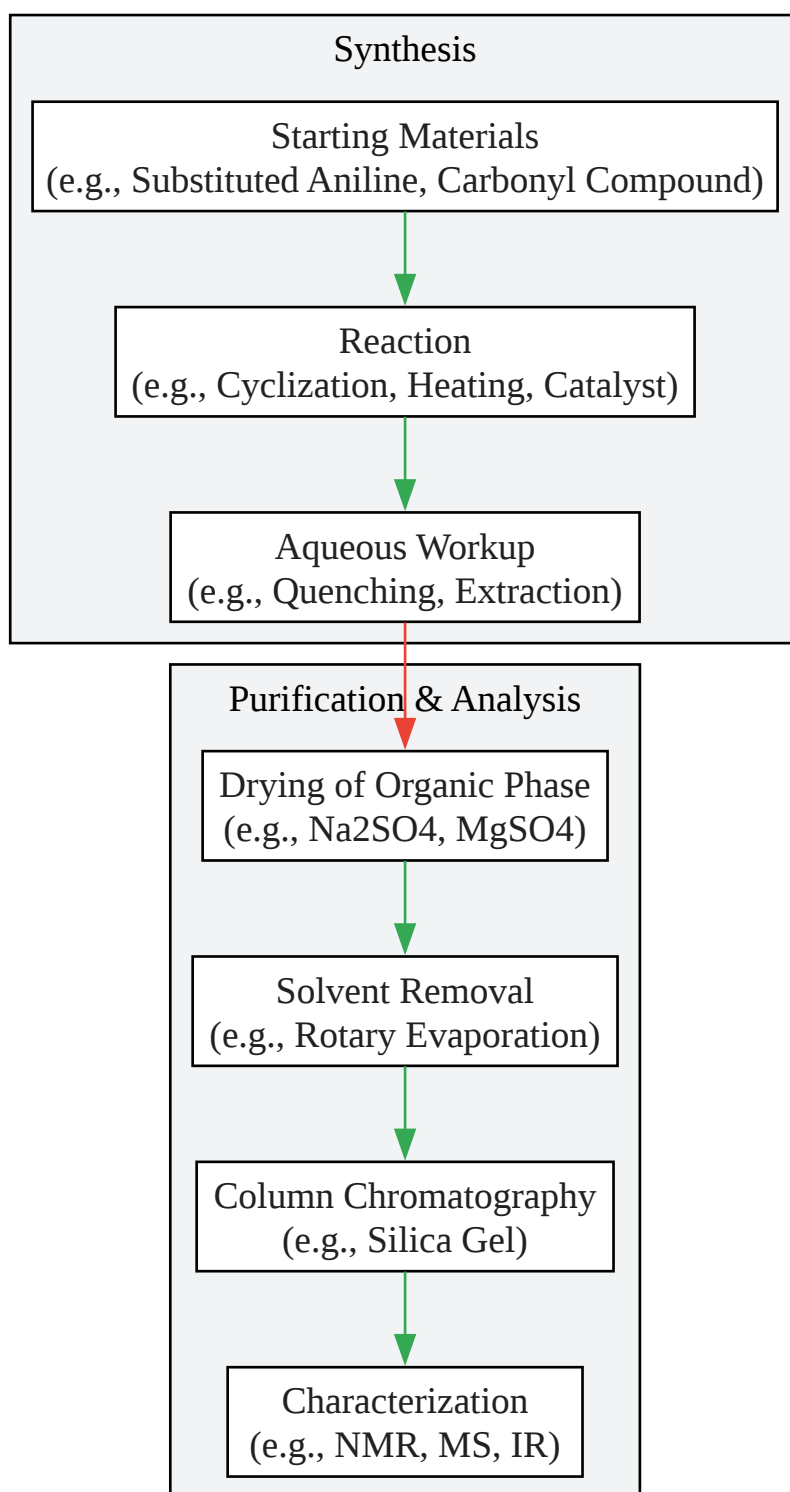 Synthesis
Starting Materials
(e.g., Substituted Aniline, Carbonyl Compound)
Reaction
(e.g., Cyclization, Heating, Catalyst)
Aqueous Workup
(e.g., Quenching, Extraction)
Purification & Analysis
Drying of Organic Phase
(e.g., Na2SO4, MgSO4)
Solvent Removal
(e.g., Rotary Evaporation)
Column Chromatography
(e.g., Silica Gel)
Characterization
(e.g., NMR, MS, IR)